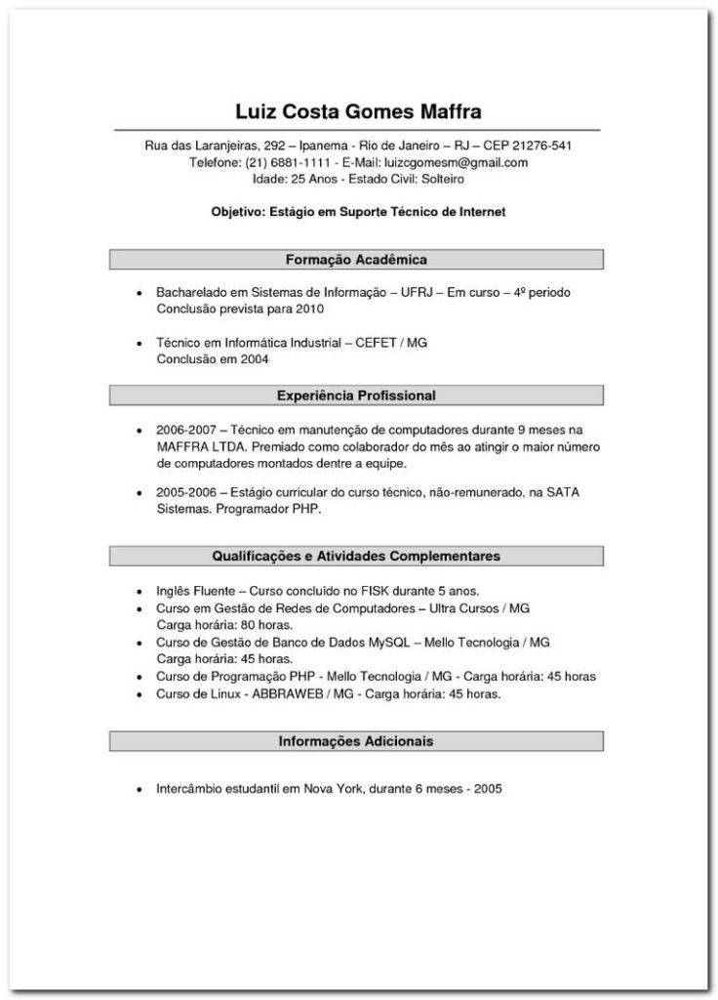 Luiz Costa Gomes Maffra
Rua das Laranjeiras, 292 – Ipanema - Rio de Janeiro – RJ – CEP 21276-541
Telefone: (21) 6881-1111 - E-Mail: luizcgomesm@gmail.com
Idade: 25 Anos - Estado Civil: Solteiro
Objetivo: Estágio em Suporte Técnico de Internet
Formação Acadêmica
• Bacharelado em Sistemas de Informação – UFRJ – Em curso – 4º periodo
Conclusão prevista para 2010
• Técnico em Informática Industrial – CEFET / MG
Conclusão em 2004
Experiência Profissional
• 2006-2007 – Técnico em manutenção de computadores durante 9 meses na
MAFFRA LTDA. Premiado como colaborador do mês ao atingir o maior número
de computadores montados dentre a equipe.
• 2005-2006 – Estágio curricular do curso técnico, não-remunerado, na SATA
Sistemas. Programador PHP.
Qualificações e Atividades Complementares
• Inglês Fluente – Curso concluído no FISK durante 5 anos.
• Curso em Gestão de Redes de Computadores – Ultra Cursos / MG
Carga horária: 80 horas.
• Curso de Gestão de Banco de Dados MySQL – Mello Tecnologia / MG
Carga horária: 45 horas.
• Curso de Programação PHP - Mello Tecnologia / MG - Carga horária: 45 horas
• Curso de Linux - ABBRAWEB / MG - Carga horária: 45 horas.
Informações Adicionais
• Intercâmbio estudantil em Nova York, durante 6 meses - 2005